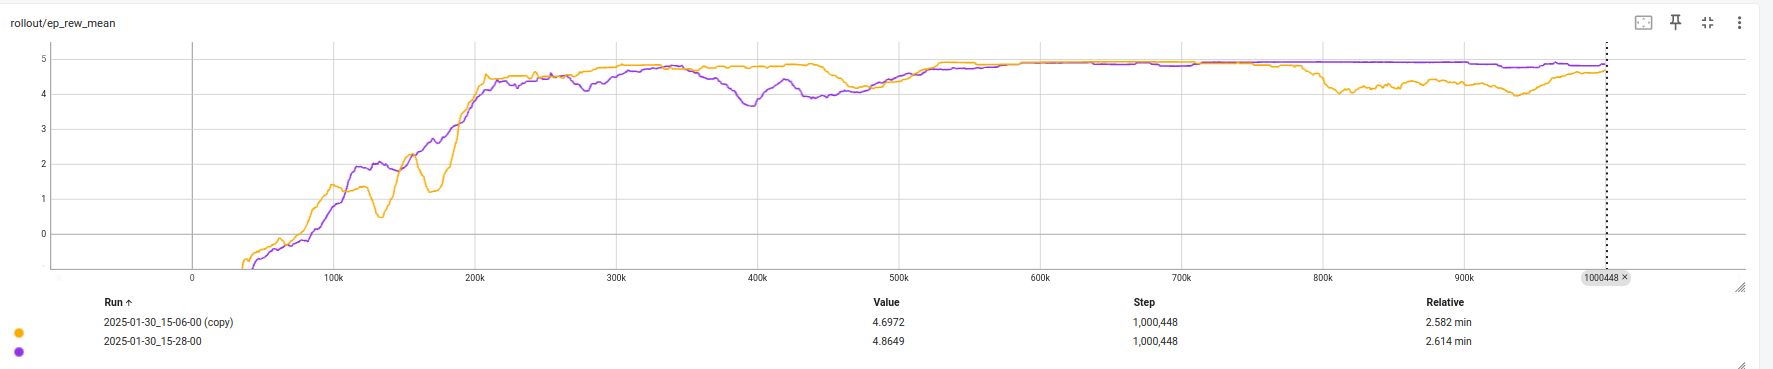 rollout/ep_rew_mean
5
4
3
2
1
0
0 100k 200k 300k 400k 500k 600k 700k 800k 900k 1000448 ×
Run ↑ Value Step Relative
2025-01-30_15-06-00 (copy) 4.6972 1,000,448 2.582 min
2025-01-30_15-28-00 4.8649 1,000,448 2.614 min